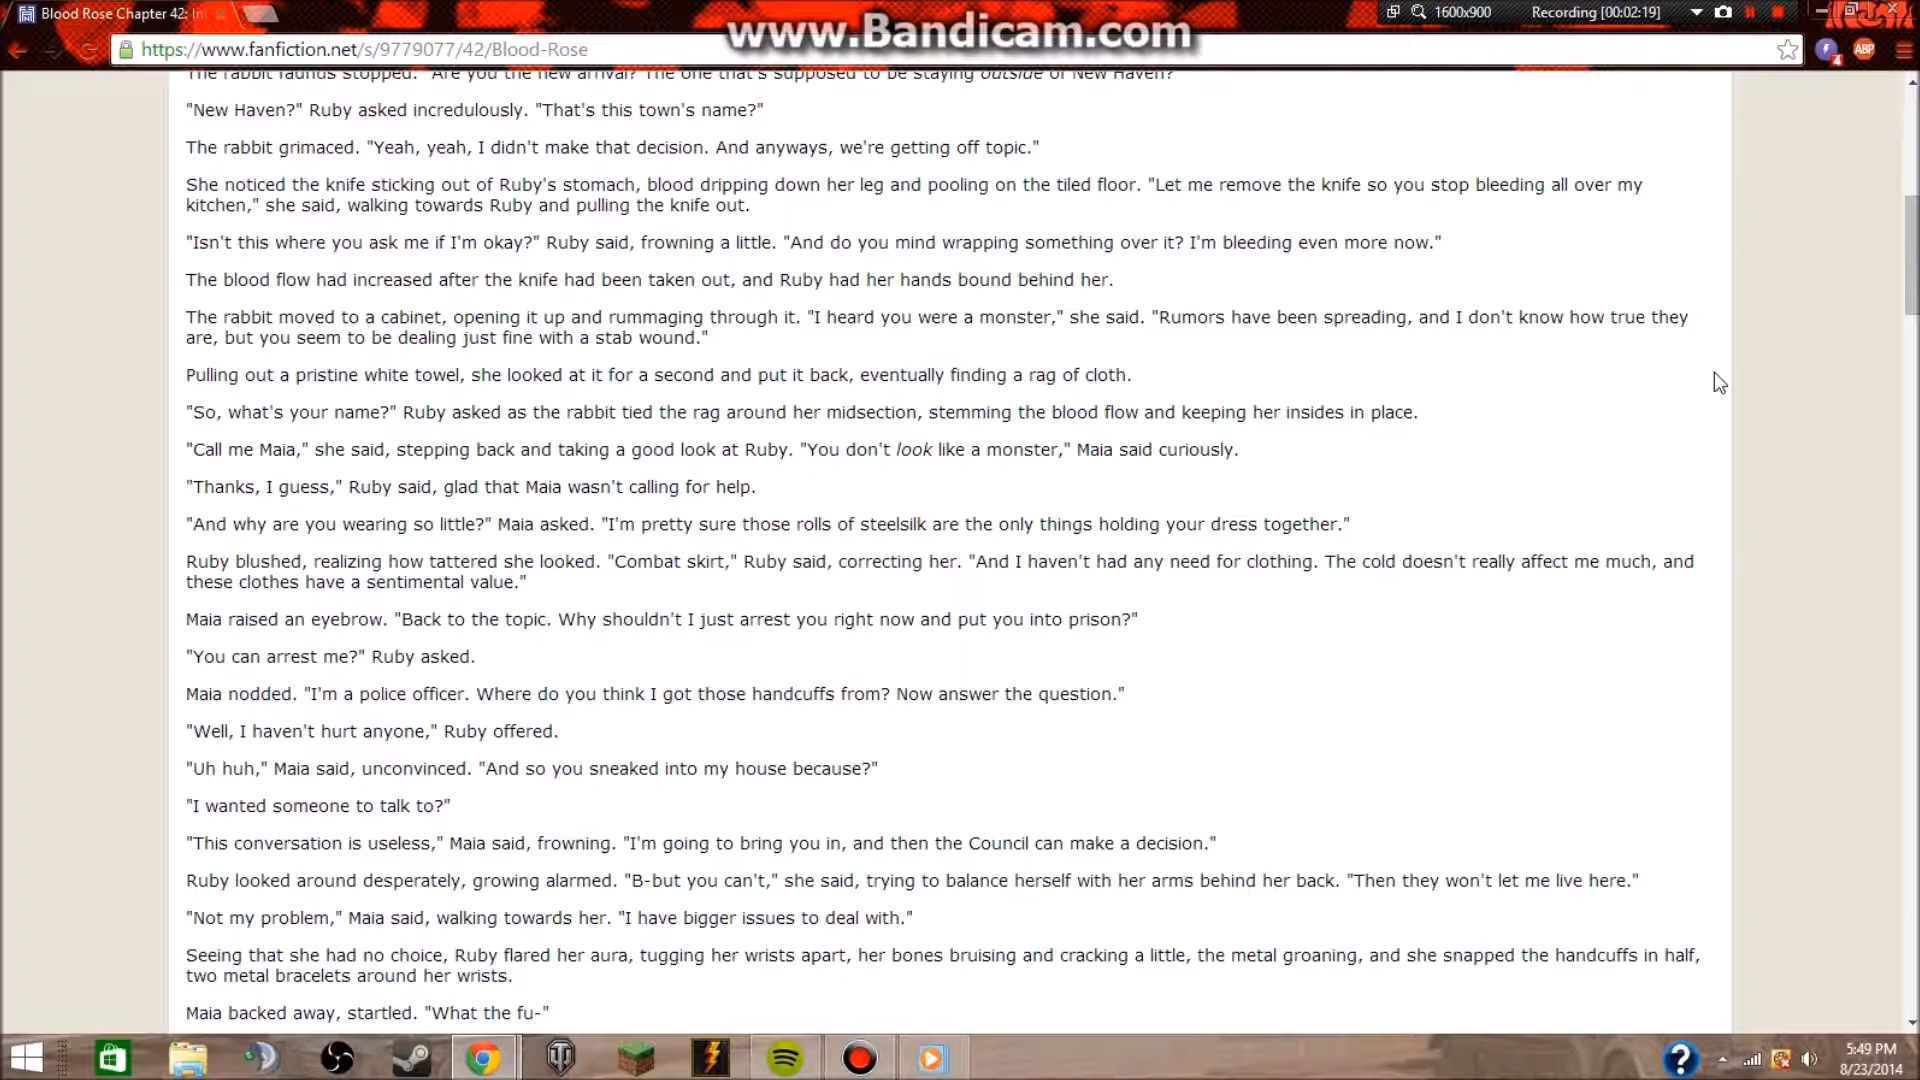 Blood Rose Chapter 42: In
www.Bandicam.com
1600x900
Recording [00:02:19]
https://www.fanfiction.net/s/9779077/42/Blood-Rose
ABP
4
The rabbit faunus stopped. "Are you the new arrival? The one that's supposed to be staying outside of New Haven?"
"New Haven?" Ruby asked incredulously. "That's this town's name?"
The rabbit grimaced. "Yeah, yeah, I didn't make that decision. And anyways, we're getting off topic."
She noticed the knife sticking out of Ruby's stomach, blood dripping down her leg and pooling on the tiled floor. "Let me remove the knife so you stop bleeding all over my
kitchen," she said, walking towards Ruby and pulling the knife out.
"Isn't this where you ask me if I'm okay?" Ruby said, frowning a little. "And do you mind wrapping something over it? I'm bleeding even more now."
The blood flow had increased after the knife had been taken out, and Ruby had her hands bound behind her.
The rabbit moved to a cabinet, opening it up and rummaging through it. "I heard you were a monster," she said. "Rumors have been spreading, and I don't know how true they
are, but you seem to be dealing just fine with a stab wound."
Pulling out a pristine white towel, she looked at it for a second and put it back, eventually finding a rag of cloth.
"So, what's your name?" Ruby asked as the rabbit tied the rag around her midsection, stemming the blood flow and keeping her insides in place.
"Call me Maia," she said, stepping back and taking a good look at Ruby. "You don't look like a monster," Maia said curiously.
"Thanks, I guess," Ruby said, glad that Maia wasn't calling for help.
"And why are you wearing so little?" Maia asked. "I'm pretty sure those rolls of steelsilk are the only things holding your dress together."
Ruby blushed, realizing how tattered she looked. "Combat skirt," Ruby said, correcting her. "And I haven't had any need for clothing. The cold doesn't really affect me much, and
these clothes have a sentimental value."
Maia raised an eyebrow. "Back to the topic. Why shouldn't I just arrest you right now and put you into prison?"
"You can arrest me?" Ruby asked.
Maia nodded. "I'm a police officer. Where do you think I got those handcuffs from? Now answer the question."
"Well, I haven't hurt anyone," Ruby offered.
"Uh huh," Maia said, unconvinced. "And so you sneaked into my house because?"
"I wanted someone to talk to?"
"This conversation is useless," Maia said, frowning. "I'm going to bring you in, and then the Council can make a decision."
Ruby looked around desperately, growing alarmed. "B-but you can't," she said, trying to balance herself with her arms behind her back. "Then they won't let me live here."
"Not my problem," Maia said, walking towards her. "I have bigger issues to deal with."
Seeing that she had no choice, Ruby flared her aura, tugging her wrists apart, her bones bruising and cracking a little, the metal groaning, and she snapped the handcuffs in half,
two metal bracelets around her wrists.
Maia backed away, startled. "What the fu-"
5:49 PM
8/23/2014